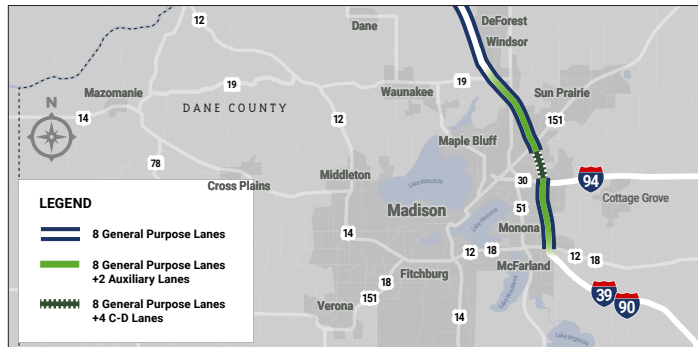 12
Dane
DeForest
Windsor
19
Mazomanie
19
Waunakee
Sun Prairie
N
14
DANE COUNTY
12
151
Maple Bluff
78
Cross Plains
Middleton
Lake Mendota
30
94
Cottage Grove
Madison
51
Lake Monona
Monona
14
12
18
12
18
McFarland
Fitchburg
18
151
Verona
14
39
90
LEGEND
8 General Purpose Lanes
8 General Purpose Lanes
+2 Auxiliary Lanes
8 General Purpose Lanes
+4 C-D Lanes